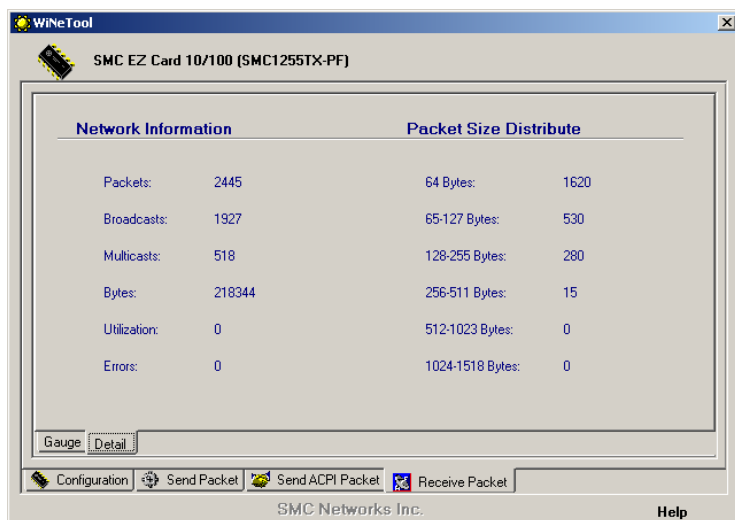 WiNeTool
SMC EZ Card 10/100 (SMC1255TX-PF)
Network Information
Packets: 2445
Broadcasts: 1927
Multicasts: 518
Bytes: 218344
Utilization: 0
Errors: 0
Packet Size Distribute
64 Bytes: 1620
65-127 Bytes: 530
128-255 Bytes: 280
256-511 Bytes: 15
512-1023 Bytes: 0
1024-1518 Bytes: 0
Gauge Detail
Configuration Send Packet Send ACPI Packet Receive Packet
SMC Networks Inc. Help